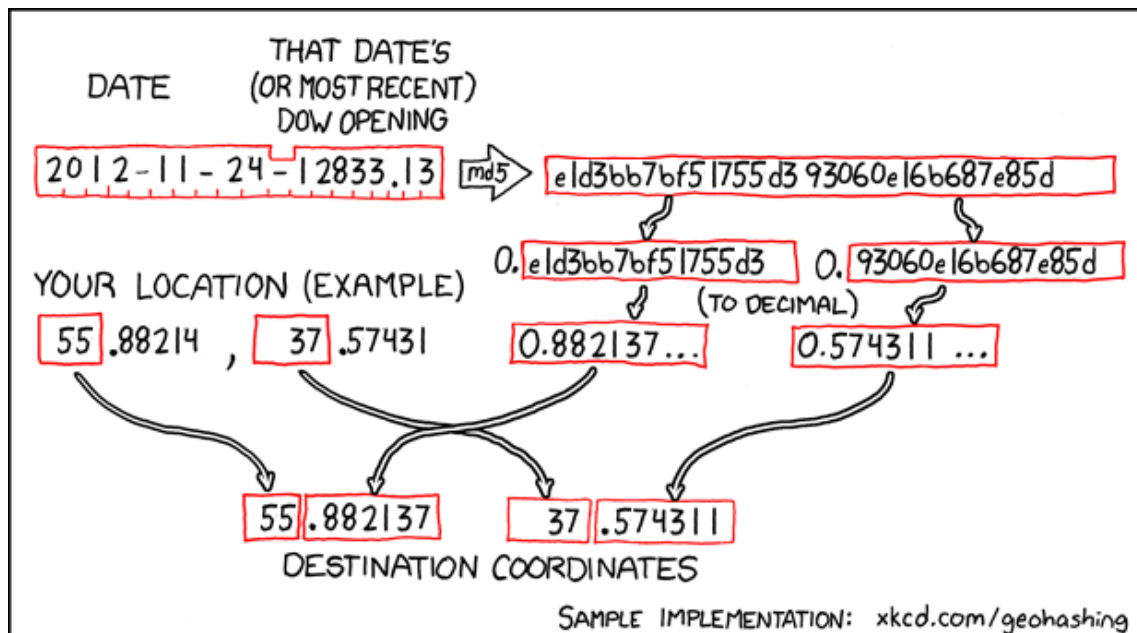 DATE
THAT DATE'S
(OR MOST RECENT)
DOW OPENING
2012-11-24-12833.13
md5
e1d3bb7bf51755d393060e16b687e85d
0.e1d3bb7bf51755d3
0.93060e16b687e85d
YOUR LOCATION (EXAMPLE)
(TO DECIMAL)
55.88214, 37.57431
0.882137...
0.574311...
55.882137
37.574311
DESTINATION COORDINATES
SAMPLE IMPLEMENTATION: xkcd.com/geohashing